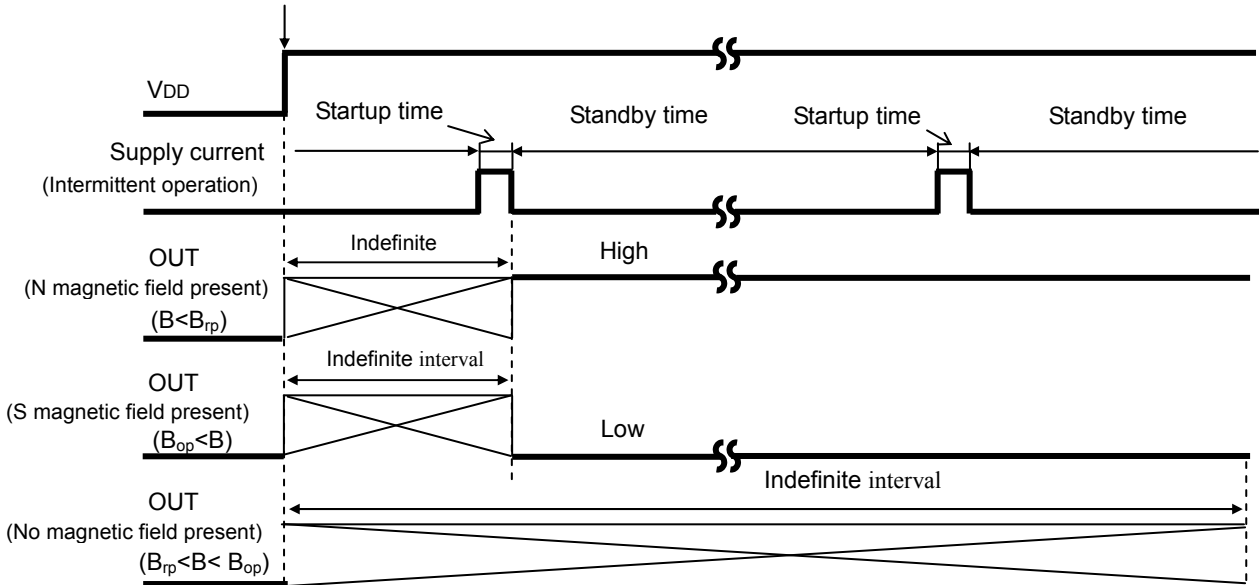 VDD
Startup time
Standby time
Startup time
Standby time
Supply current
(Intermittent operation)
Indefinite
OUT
High
(N magnetic field present)
(B<Brp)
Indefinite interval
OUT
(S magnetic field present)
Low
(Bop<B)
Indefinite interval
OUT
(No magnetic field present)
(Brp<B< Bop)